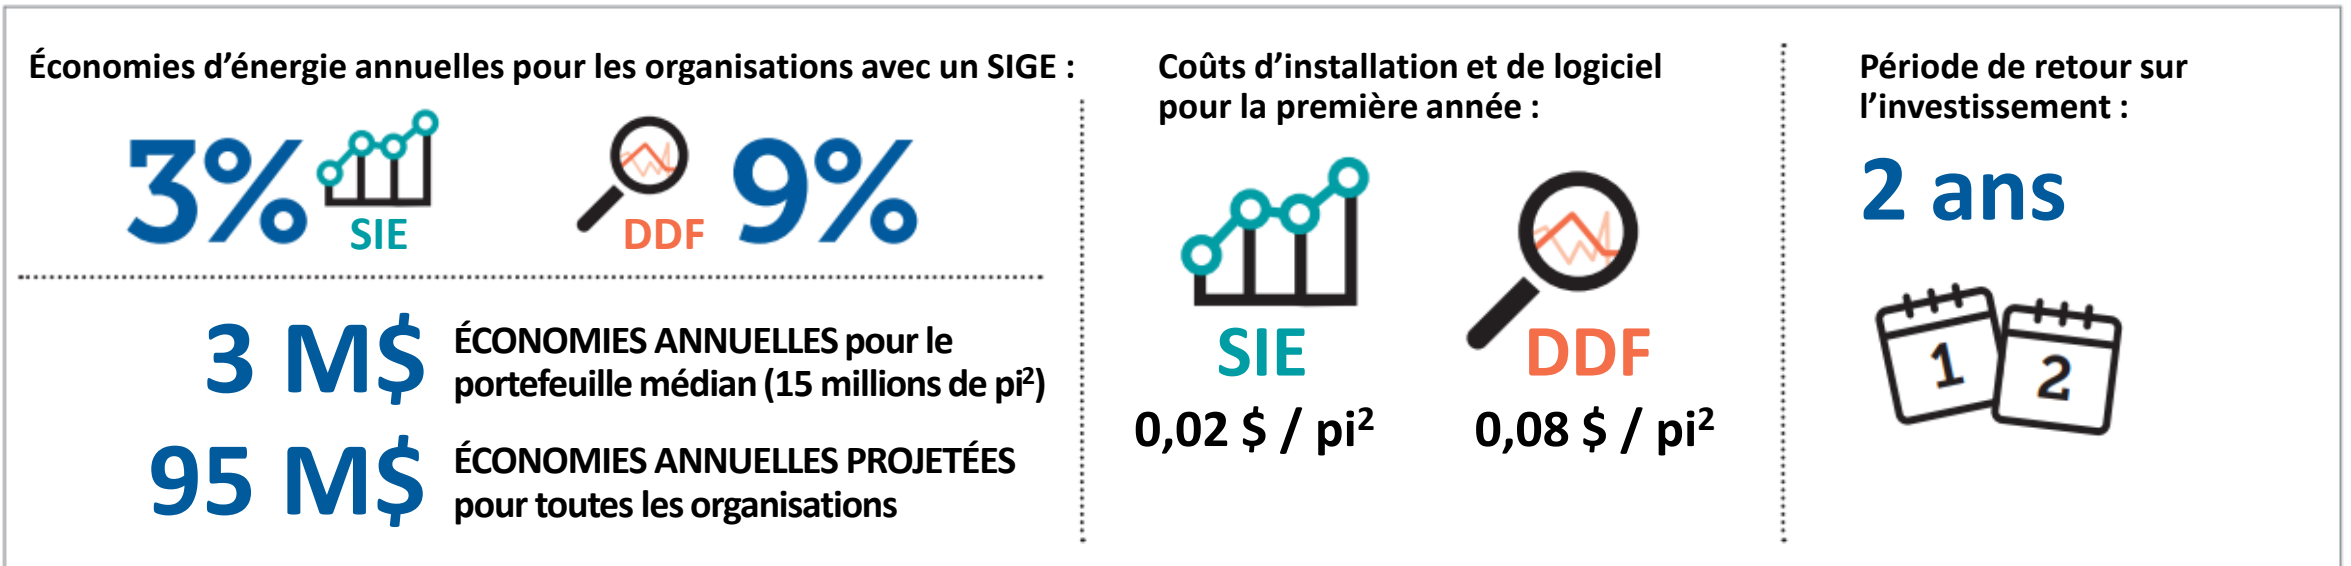 Économies d’énergie annuelles pour les organisations avec un SIGE :
3%
SIE
DDF
9%
3 M$
ÉCONOMIES ANNUELLES pour le
portefeuille médian (15 millions de pi²)
95 M$
ÉCONOMIES ANNUELLES PROJETÉES
pour toutes les organisations
Coûts d’installation et de logiciel
pour la première année :
SIE
0,02 $ / pi²
DDF
0,08 $ / pi²
Période de retour sur
l’investissement :
2 ans
1
2